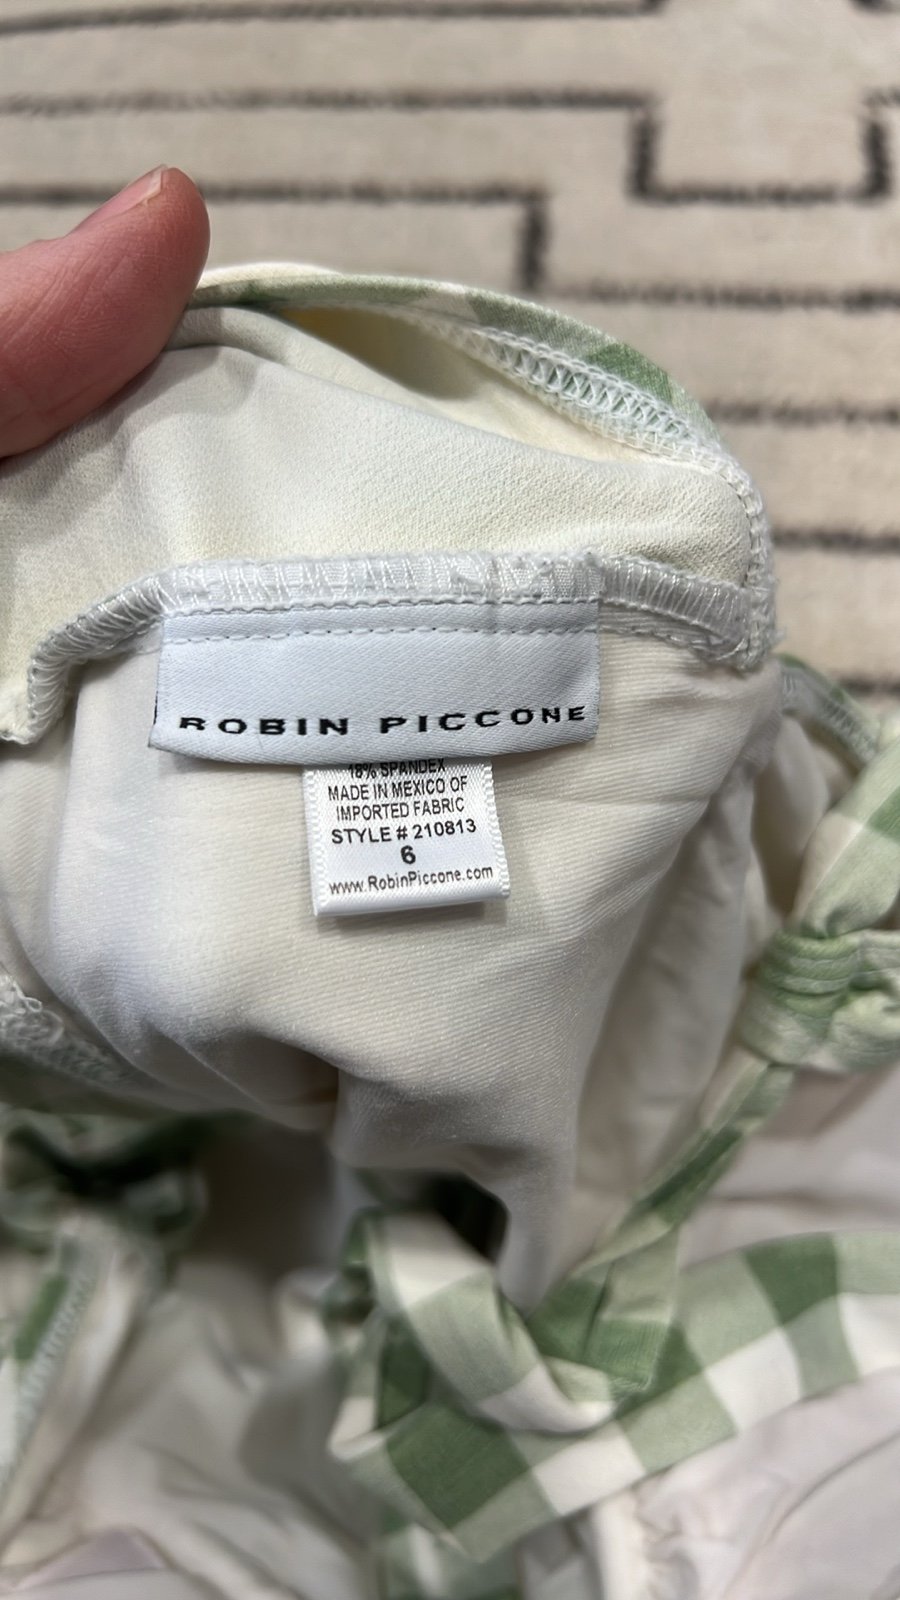 ROBIN PICCONE
18% SPANDEX
MADE IN MEXICO OF
IMPORTED FABRIC
STYLE # 210813
6
www.RobinPiccone.com